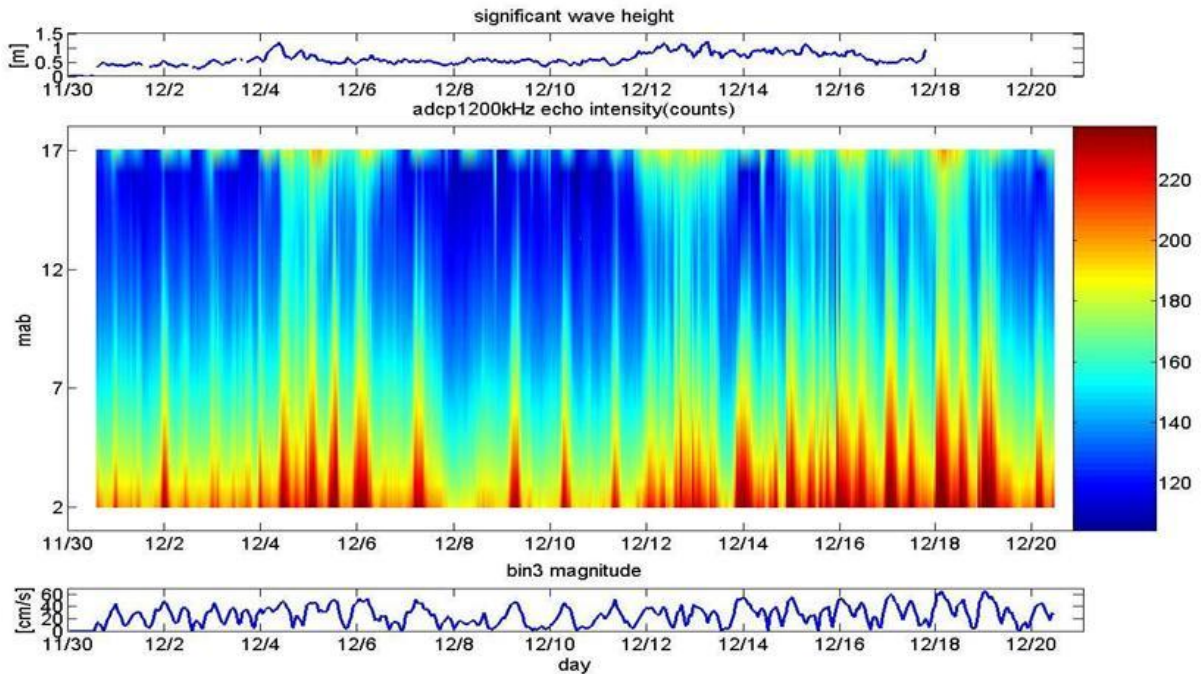 significant wave height
1.5
1
0.5
0
[m]
11/30 12/2 12/4 12/6 12/8 12/10 12/12 12/14 12/16 12/18 12/20
adcp1200kHz echo intensity(counts)
17
12
7
2
mab
220
200
180
160
140
120
11/30 12/2 12/4 12/6 12/8 12/10 12/12 12/14 12/16 12/18 12/20
bin3 magnitude
60
40
20
0
[cm/s]
11/30 12/2 12/4 12/6 12/8 12/10 12/12 12/14 12/16 12/18 12/20
day